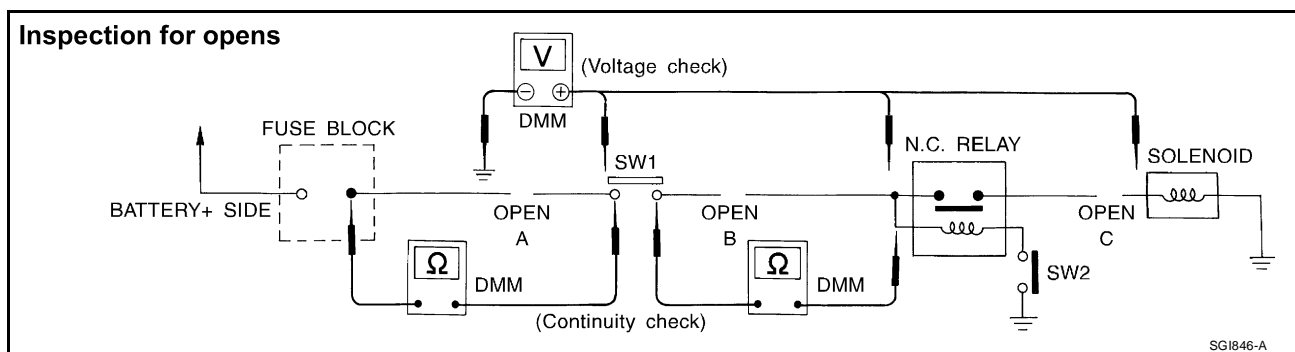 Inspection for opens
V
(Voltage check)
− +
DMM
FUSE BLOCK
SW1
N.C. RELAY
SOLENOID
BATTERY+ SIDE
OPEN
A
OPEN
B
OPEN
C
Ω
DMM
Ω
DMM
SW2
(Continuity check)
SGI846-A